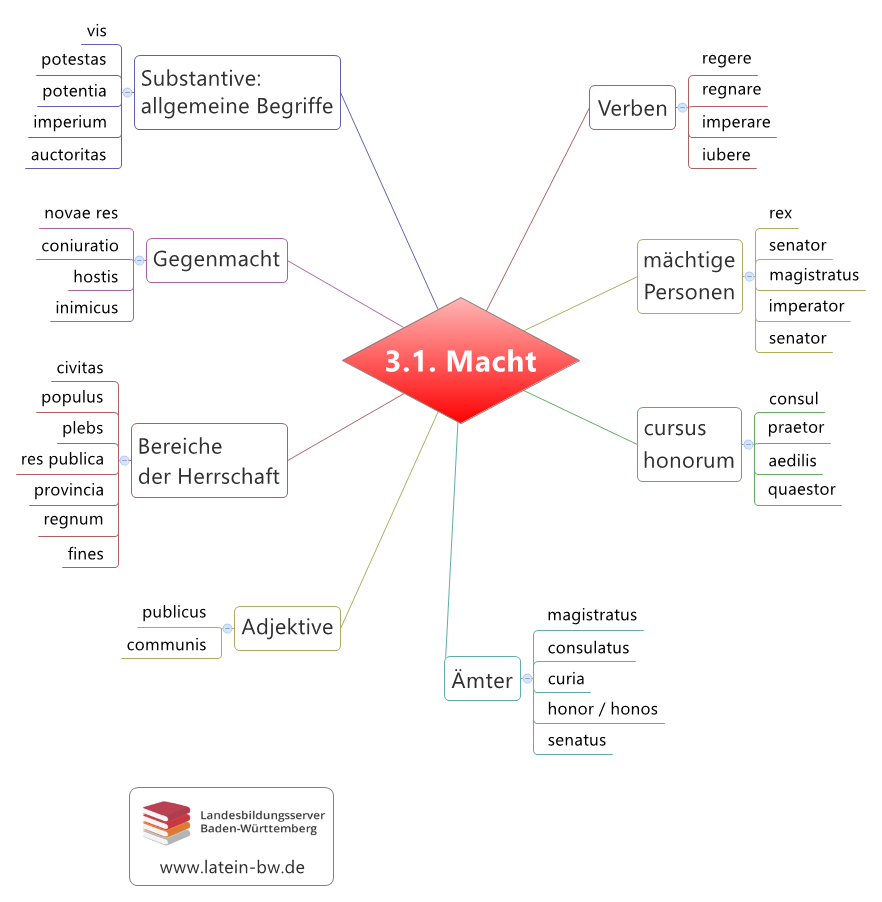 3.1. Macht
Substantive:
allgemeine Begriffe
vis
potestas
potentia
imperium
auctoritas
Gegenmacht
novae res
coniuratio
hostis
inimicus
Bereiche
der Herrschaft
civitas
populus
plebs
res publica
provincia
regnum
fines
Adjektive
publicus
communis
Verben
regere
regnare
imperare
iubere
mächtige
Personen
rex
senator
magistratus
imperator
senator
cursus
honorum
consul
praetor
aedilis
quaestor
Ämter
magistratus
consulatus
curia
honor / honos
senatus
Landesbildungsserver
Baden-Württemberg
www.latein-bw.de